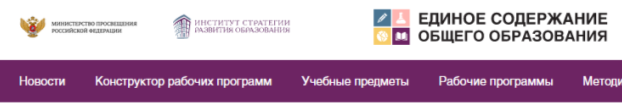 МИНИСТЕРСТВО ПРОСВЕЩЕНИЯ
РОССИЙСКОЙ ФЕДЕРАЦИИ
ИНСТИТУТ СТРАТЕГИИ
РАЗВИТИЯ ОБРАЗОВАНИЯ
ЕДИНОЕ СОДЕРЖАНИЕ
ОБЩЕГО ОБРАЗОВАНИЯ
Новости Конструктор рабочих программ Учебные предметы Рабочие программы Методи